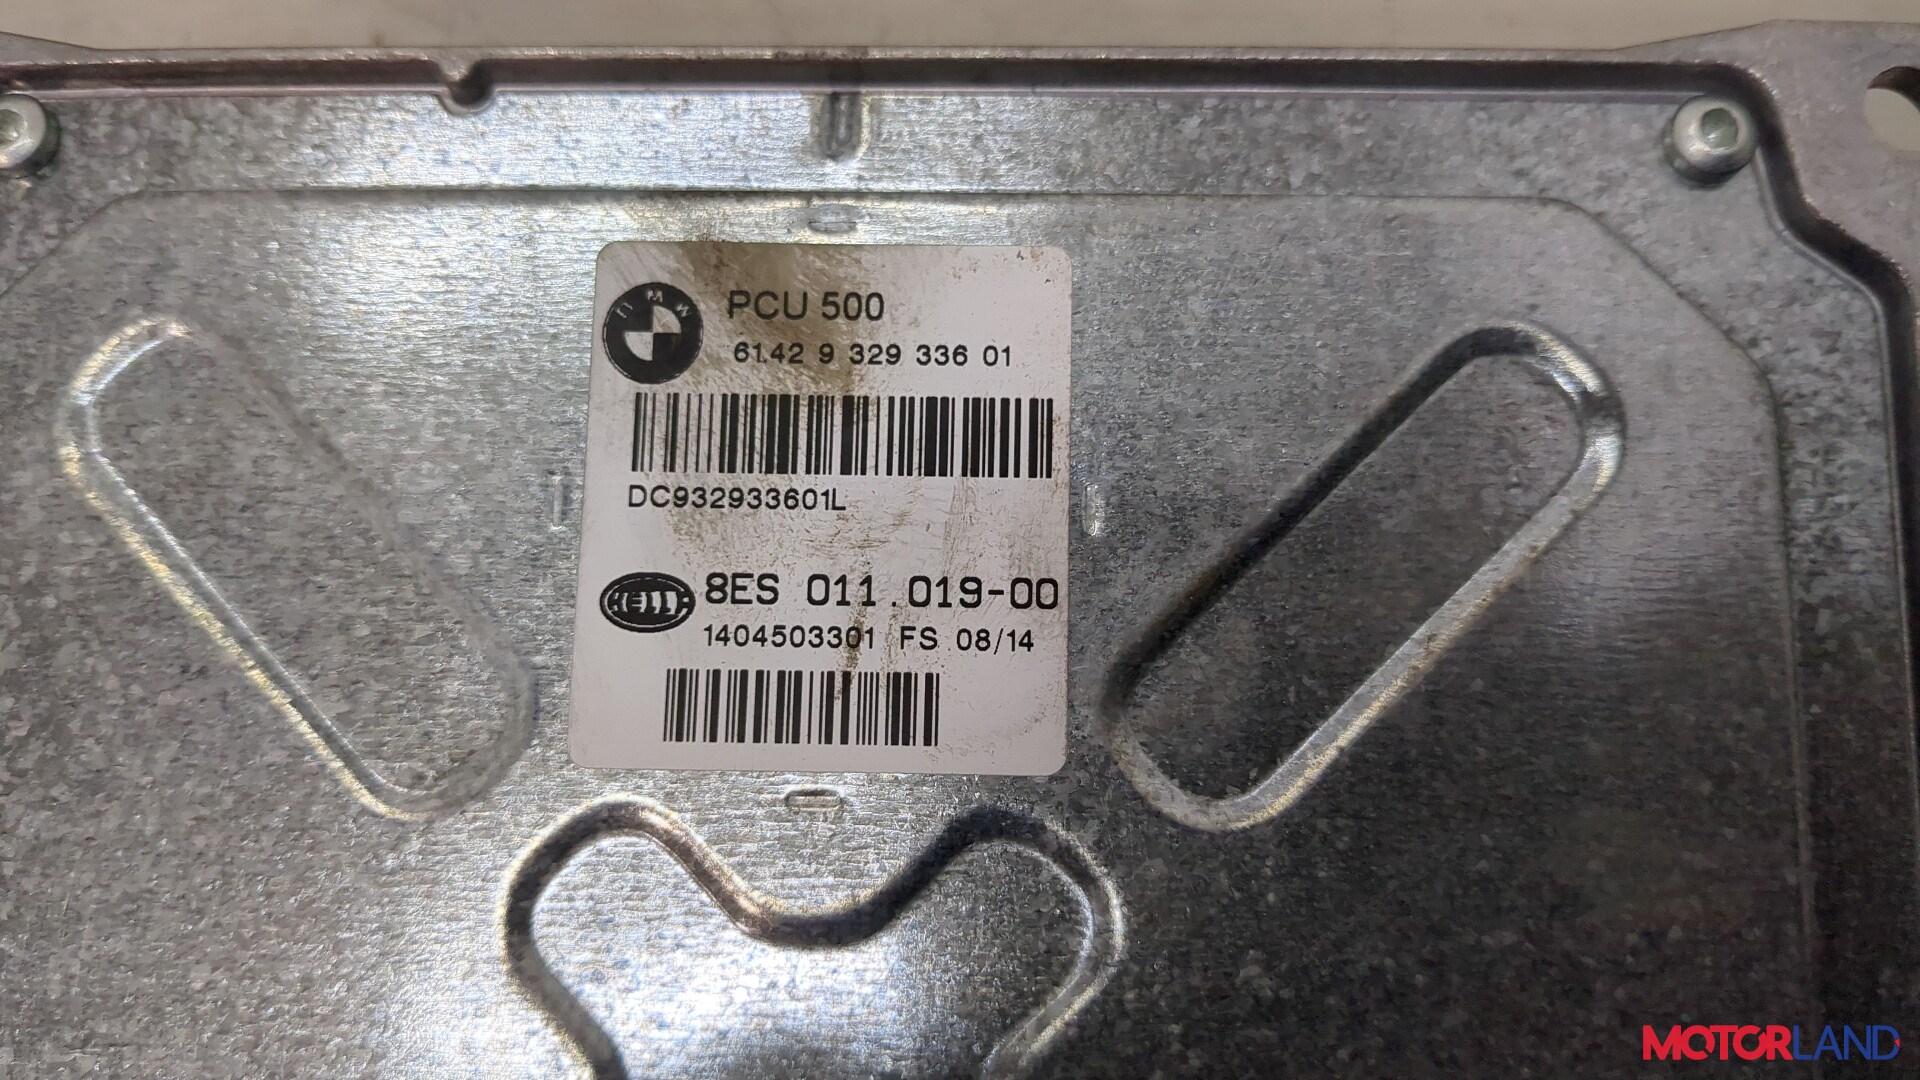 BMW
PCU 500
61.42 9 329 336 01
DC932933601L
HELLA
8ES 011.019-00
1404503301 FS 08/14
MOTORLAND